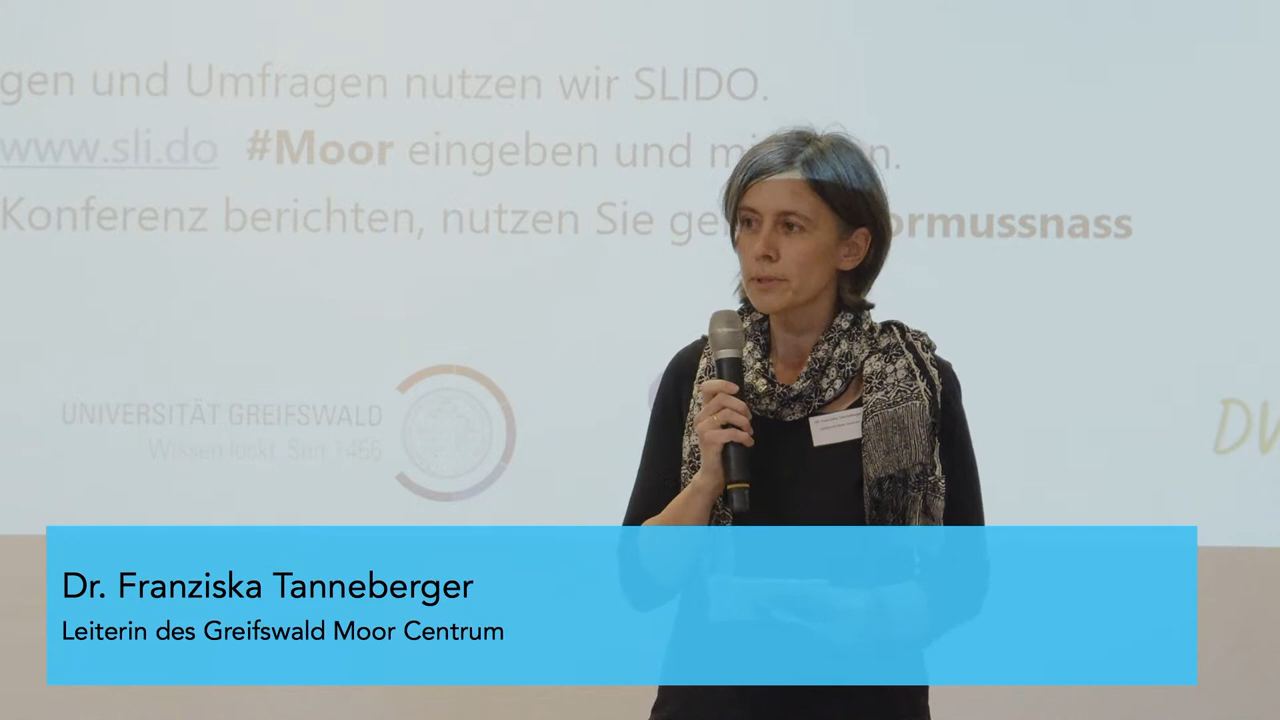 gen und Umfragen nutzen wir SLIDO.
www.sli.do #Moor eingeben und mi n.
Konferenz berichten, nutzen Sie ge ormussnass
UNIVERSITÄT GREIFSWALD
Wissen lockt. Seit 1456
DV
Dr. Franziska Tanneberger
Leiterin des Greifswald Moor Centrum